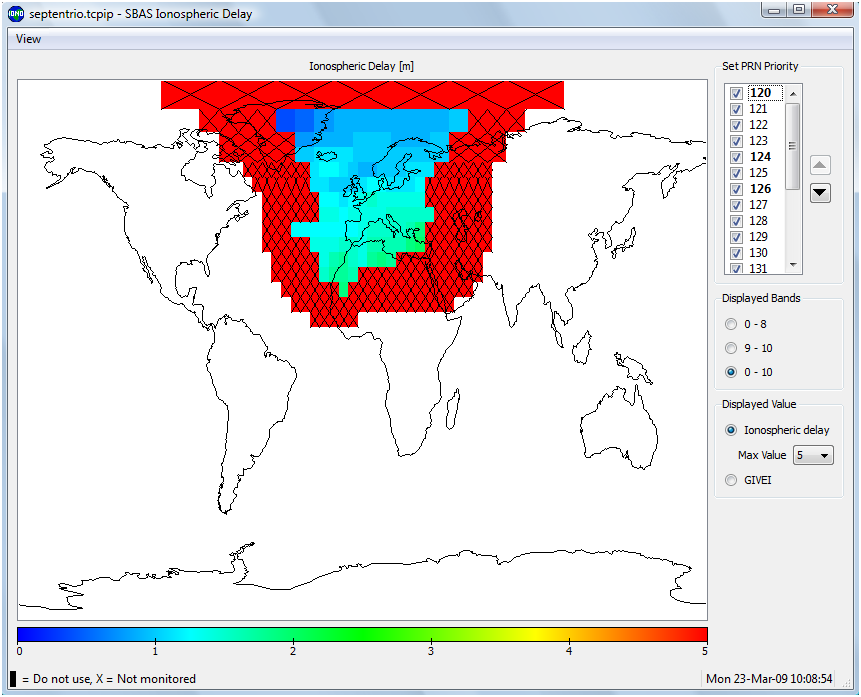 IONO septentrio.tcpip - SBAS Ionospheric Delay
View
Ionospheric Delay [m]
0 1 2 3 4 5
= Do not use, X = Not monitored
Set PRN Priority
120
121
122
123
124
125
126
127
128
129
130
131
Displayed Bands
0 - 8
9 - 10
0 - 10
Displayed Value
Ionospheric delay
Max Value 5
GIVEI
Mon 23-Mar-09 10:08:54